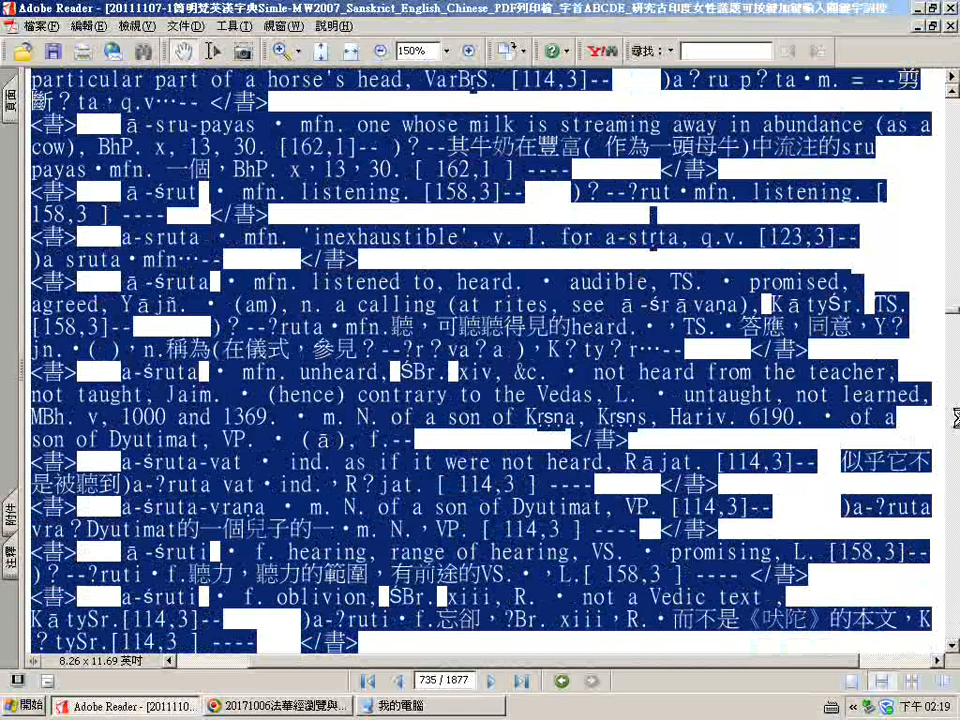 Adobe Reader - [20111107-1簡明梵英漢字典Simle-MW2007_Sanskrict_English_Chinese_PDF列印檔_字首ABCDE_研究古印度女性議題可按鍵
檔案(F) 編輯(E) 檢視(V) 文件(D) 工具(T) 視窗(W) 說明(H)
150% Y! 尋找：
particular part of a horse's head, VarBṛS. [114,3]-- )a？ru p？ta‧m. = --剪
斷？ta，q.v…-- </書>
<書> ā-sru-payas ‧ mfn. one whose milk is streaming away in abundance (as a
cow), BhP. x, 13, 30. [162,1]-- )？--其牛奶在豐富( 作為一頭母牛)中流注的sru
payas‧mfn. 一個，BhP. x，13，30. [ 162,1 ] ---- </書>
<書> ā-śrut ‧ mfn. listening. [158,3]-- )？--?rut‧mfn. listening. [
158,3 ] ---- </書>
<書> a-sruta ‧ mfn. 'inexhaustible', v. l. for a-stṛta, q.v. [123,3]--
)a sruta‧mfn…-- </書>
<書> ā-śruta ‧ mfn. listened to, heard. ‧ audible, TS. ‧ promised,
agreed, Yājñ. ‧ (am), n. a calling (at rites, see ā-śrāvaṇa), KātyŚr. TS.
[158,3]-- )？--?ruta‧mfn.聽，可聽聽得見的heard.‧，TS.‧答應，同意，Y？
jn.‧( )，n.稱為(在儀式，參見？--?r？va？a )，K？ty？r…-- </書>
<書> a-śruta ‧ mfn. unheard, ŚBr. xiv, &c. ‧ not heard from the teacher,
not taught, Jaim. ‧ (hence) contrary to the Vedas, L. ‧ untaught, not learned,
MBh. v, 1000 and 1369. ‧ m. N. of a son of Kṛṣṇa, Kṛṣṇs, Hariv. 6190. ‧ of a
son of Dyutimat, VP. ‧ (ā), f.-- </書>
<書> a-śruta-vat ‧ ind. as if it were not heard, Rājat. [114,3]-- 似乎它不
是被聽到)a-?ruta vat‧ind.，R？jat. [ 114,3 ] ---- </書>
<書> a-śruta-vraṇa ‧ m. N. of a son of Dyutimat, VP. [114,3]-- )a-?ruta
vra？Dyutimat的一個兒子的一‧m. N.，VP. [ 114,3 ] ---- </書>
<書> ā-śruti ‧ f. hearing, range of hearing, VS. ‧ promising, L. [158,3]--
)？--?ruti‧f.聽力，聽力的範圍，有前途的VS.‧，L.[ 158,3 ] ---- </書>
<書> a-śruti ‧ f. oblivion, ŚBr. xiii, R. ‧ not a Vedic text ,
KātySr.[114,3]-- )a-?ruti‧f.忘卻，?Br. xiii，R.‧而不是《吠陀》的本文，K
？tySr.[114,3 ] ---- </書>
頁面
附件
註釋
8.26 x 11.69 英吋
735 / 1877
開始 Adobe Reader - [2011110... 20171006法華經瀏覽與... 我的電腦 下午 02:19